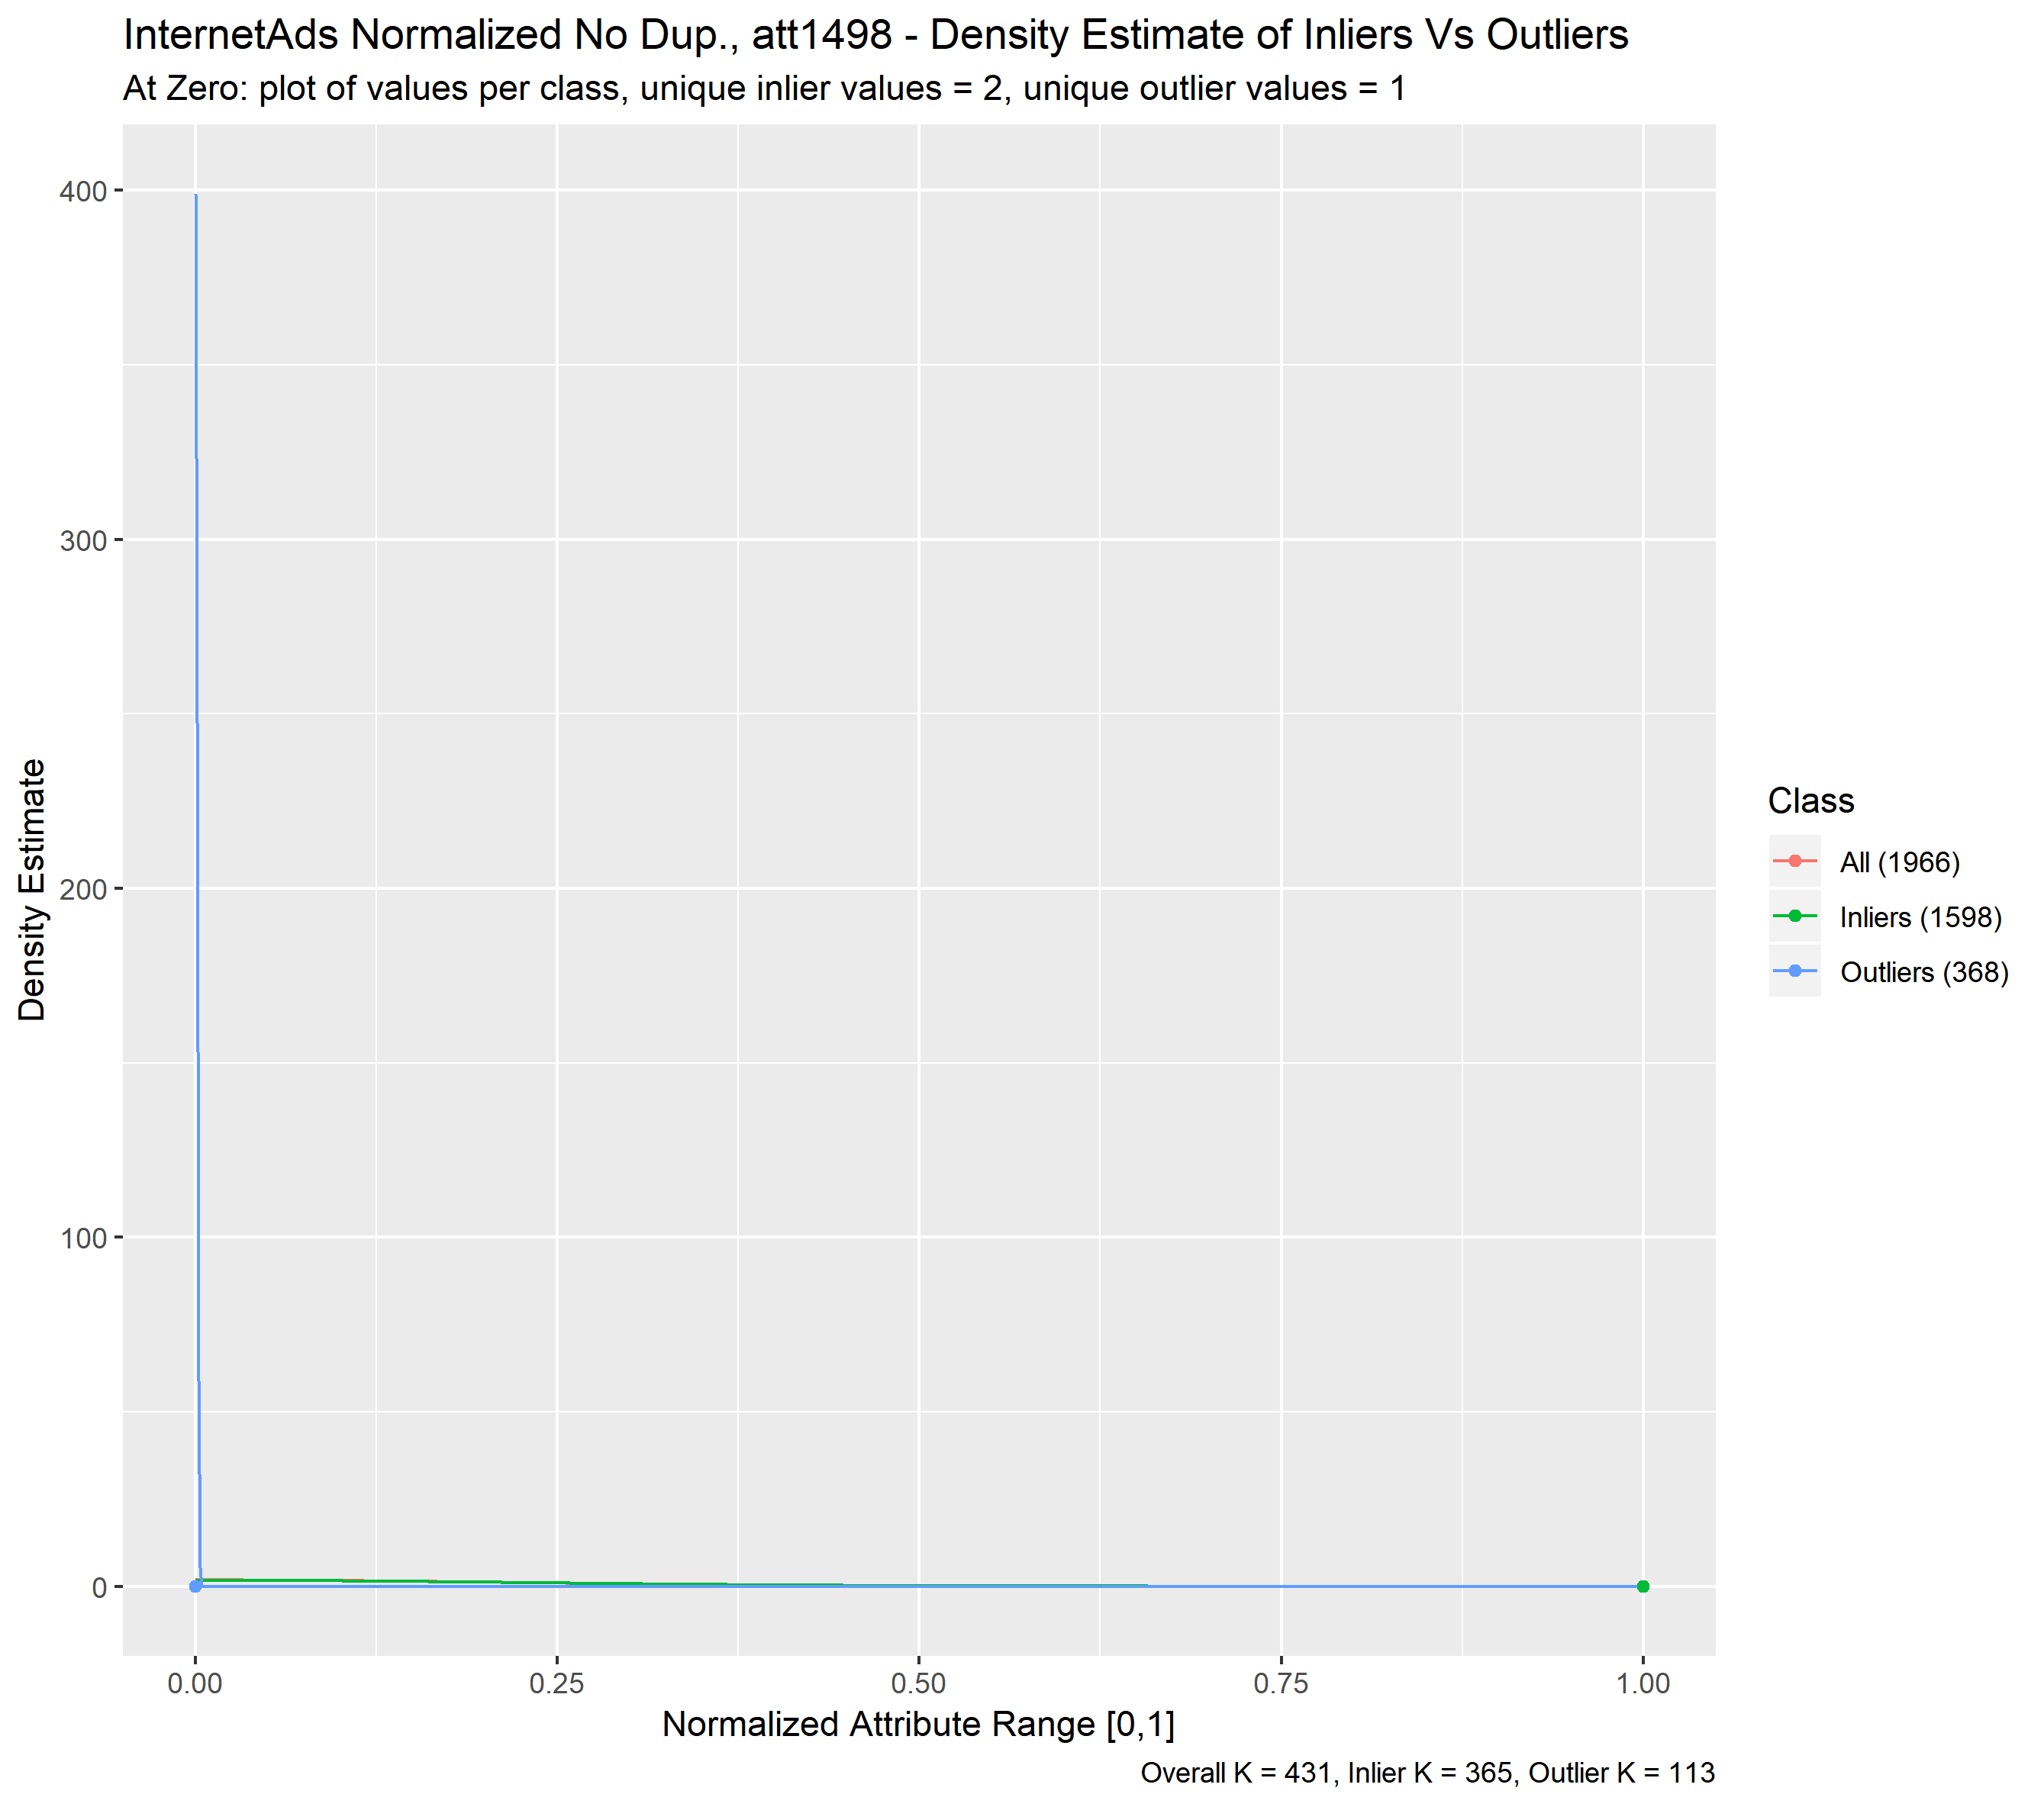 InternetAds Normalized No Dup., att1498 - Density Estimate of Inliers Vs Outliers
At Zero: plot of values per class, unique inlier values = 2, unique outlier values = 1
400
300
200
100
0
Density Estimate
0.00 0.25 0.50 0.75 1.00
Normalized Attribute Range [0,1]
Overall K = 431, Inlier K = 365, Outlier K = 113
Class
All (1966)
Inliers (1598)
Outliers (368)